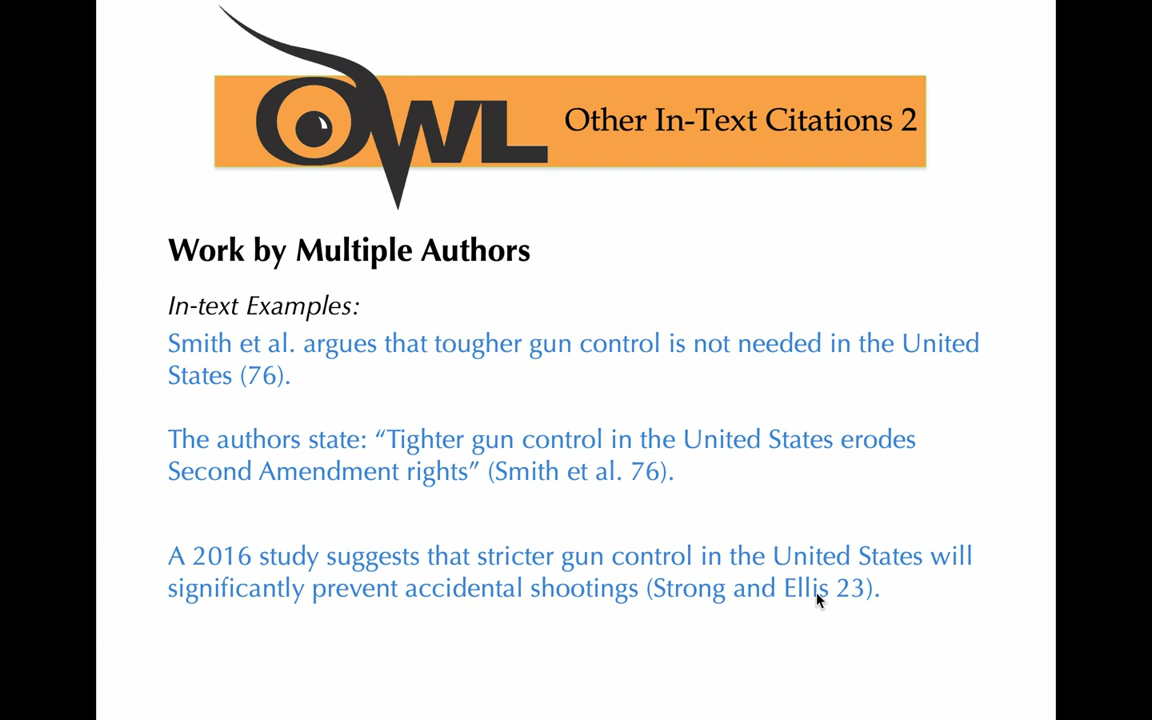 OWL
Other In-Text Citations 2
Work by Multiple Authors
In-text Examples:
Smith et al. argues that tougher gun control is not needed in the United
States (76).
The authors state: “Tighter gun control in the United States erodes
Second Amendment rights” (Smith et al. 76).
A 2016 study suggests that stricter gun control in the United States will
significantly prevent accidental shootings (Strong and Ellis 23).